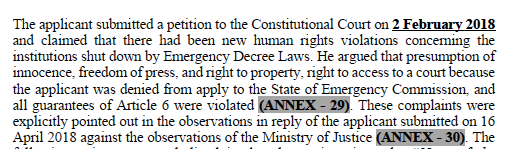 The applicant submitted a petition to the Constitutional Court on 2 February 2018
and claimed that there had been new human rights violations concerning the
institutions shut down by Emergency Decree Laws. He argued that presumption of
innocence, freedom of press, and right to property, right to access to a court because
the applicant was denied from apply to the State of Emergency Commission, and
all guarantees of Article 6 were violated (ANNEX - 29). These complaints were
explicitly pointed out in the observations in reply of the applicant submitted on 16
April 2018 against the observations of the Ministry of Justice (ANNEX - 30). The